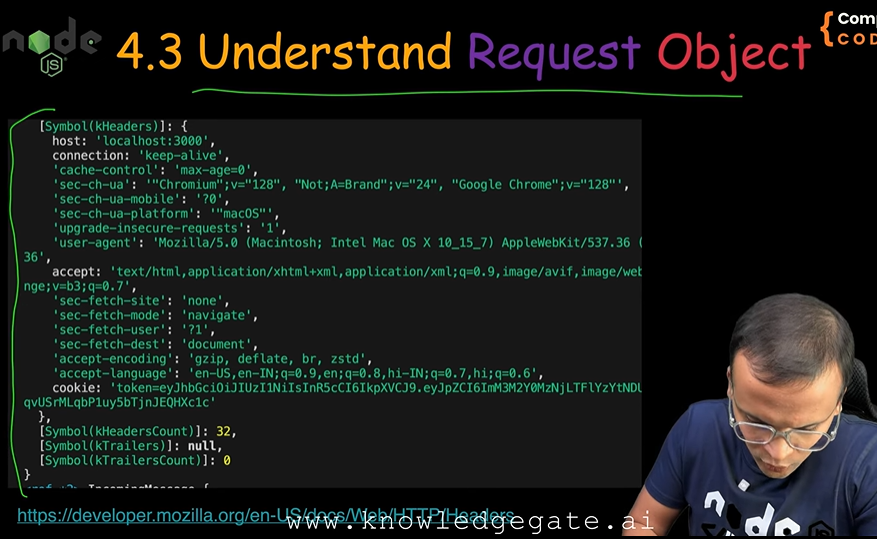 node
JS
4.3 Understand Request Object
{ Comp
COD
[Symbol(kHeaders)]: {
host: 'localhost:3000',
connection: 'keep-alive',
'cache-control': 'max-age=0',
'sec-ch-ua': '"Chromium";v="128", "Not;A=Brand";v="24", "Google Chrome";v="128"',
'sec-ch-ua-mobile': '?0',
'sec-ch-ua-platform': '"macOS"',
'upgrade-insecure-requests': '1',
'user-agent': 'Mozilla/5.0 (Macintosh; Intel Mac OS X 10_15_7) AppleWebKit/537.36 (
36',
accept: 'text/html,application/xhtml+xml,application/xml;q=0.9,image/avif,image/web
nge;v=b3;q=0.7',
'sec-fetch-site': 'none',
'sec-fetch-mode': 'navigate',
'sec-fetch-user': '?1',
'sec-fetch-dest': 'document',
'accept-encoding': 'gzip, deflate, br, zstd',
'accept-language': 'en-US,en-IN;q=0.9,en;q=0.8,hi-IN;q=0.7,hi;q=0.6',
cookie: 'token=eyJhbGciOiJIUzI1NiIsInR5cCI6IkpXVCJ9.eyJpZCI6ImM3M2Y0MzNjLTFlYzYtNDU
qvUSrMLqbP1uy5bTjnJEQHXc1c'
},
[Symbol(kHeadersCount)]: 32,
[Symbol(kTrailers)]: null,
[Symbol(kTrailersCount)]: 0
}
<ref *2> IncomingMessage {
https://developer.mozilla.org/en-US/docs/Web/HTTP/Headers
www.knowledgegate.ai
node
JS